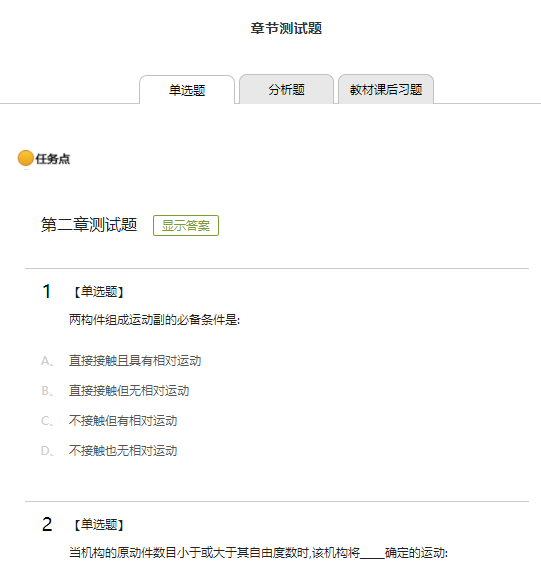 章节测试题
单选题 分析题 教材课后习题
任务点
第二章测试题 显示答案
1 【单选题】
两构件组成运动副的必备条件是:
A、 直接接触且具有相对运动
B、 直接接触但无相对运动
C、 不接触但有相对运动
D、 不接触也无相对运动
2 【单选题】
当机构的原动件数目小于或大于其自由度数时,该机构将____确定的运动: